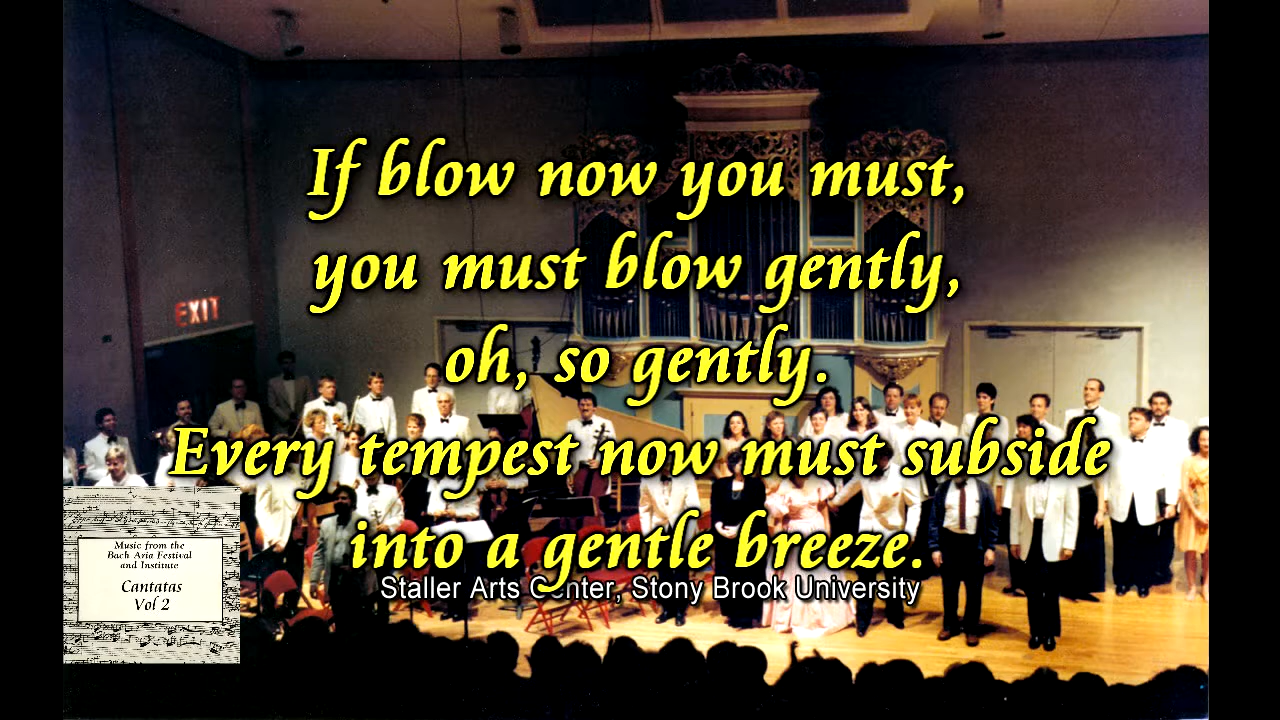 If blow now you must,
you must blow gently,
oh, so gently.
EXIT
Every tempest now must subside
into a gentle breeze.
Staller Arts Center, Stony Brook University
Music from the
Bach Aria Festival
and Institute
Cantatas
Vol 2